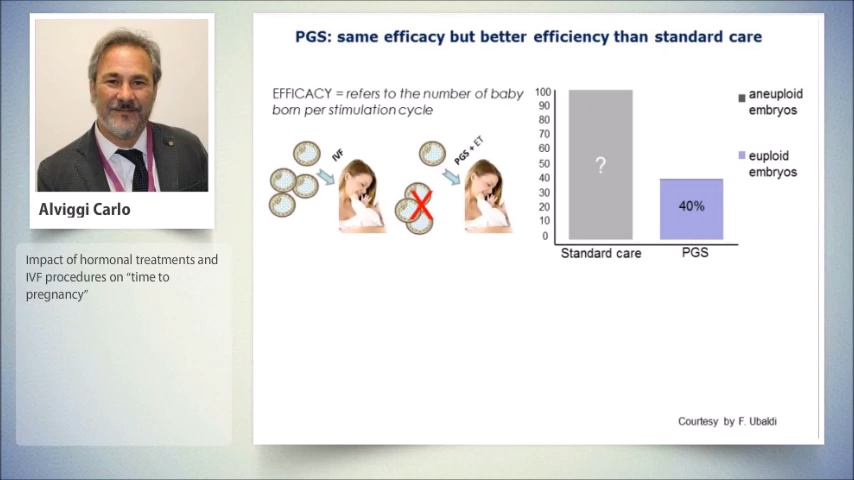 PGS: same efficacy but better efficiency than standard care
EFFICACY = refers to the number of baby
born per stimulation cycle
IVF
PGS + ET
100
90
80
70
60
50
40
30
20
10
0
?
40%
Standard care
PGS
aneuploid
embryos
euploid
embryos
Courtesy by F. Ubaldi
Alviggi Carlo
Impact of hormonal treatments and
IVF procedures on “time to
pregnancy”